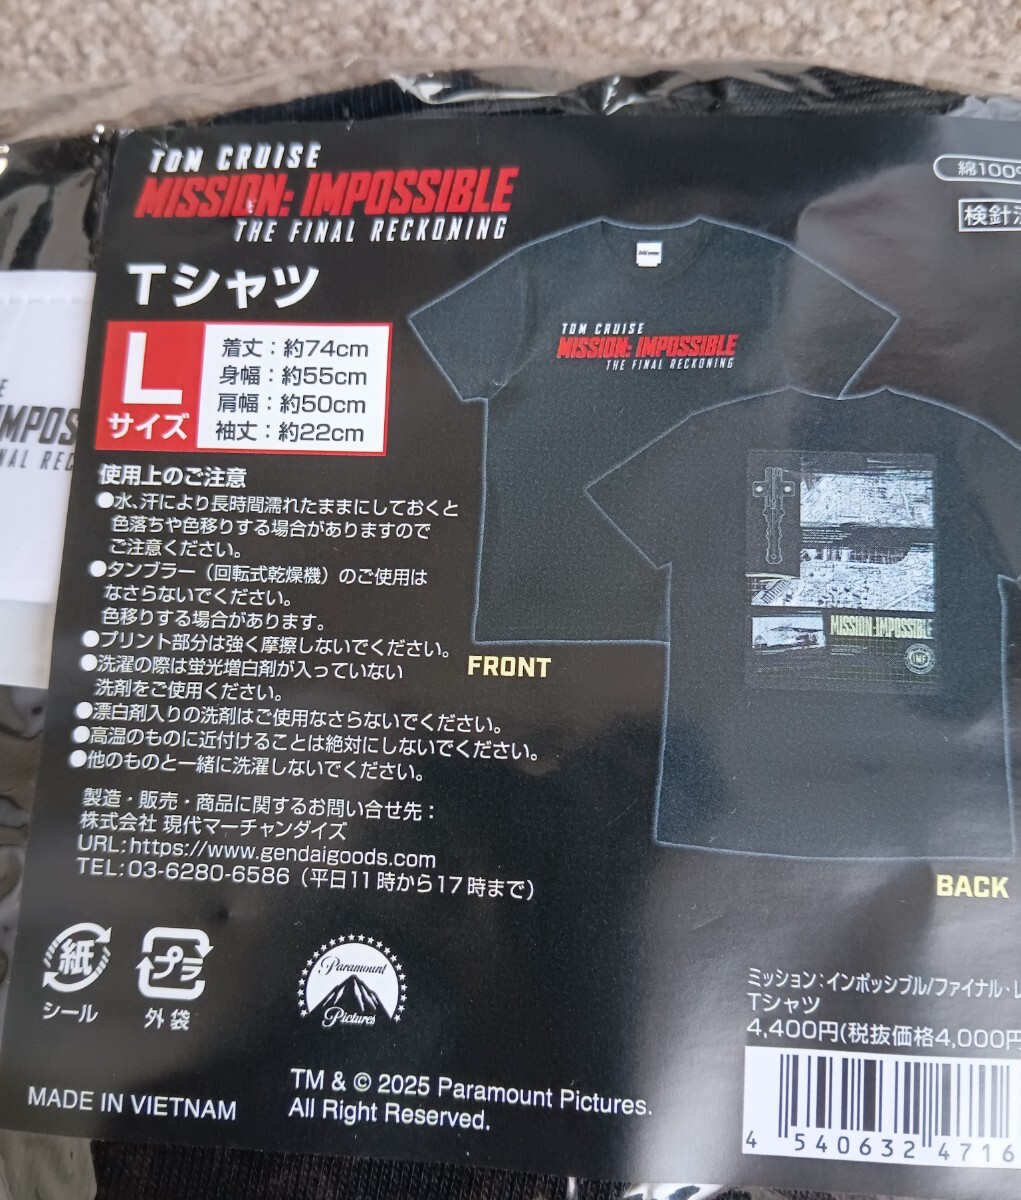 TOM CRUISE
MISSION: IMPOSSIBLE
THE FINAL RECKONING
Tシャツ
綿100%
検針済
L
サイズ
着丈:約74cm
身幅:約55cm
肩幅:約50cm
袖丈:約22cm
使用上のご注意
●水、汗により長時間濡れたままにしておくと
色落ちや色移りする場合がありますので
ご注意ください。
●タンブラー(回転式乾燥機)のご使用は
なさらないでください。
色移りする場合があります。
●プリント部分は強く摩擦しないでください。
●洗濯の際は蛍光増白剤が入っていない
洗剤をご使用ください。
●漂白剤入りの洗剤はご使用なさらないでください。
●高温のものに近付けることは絶対にしないでください。
●他のものと一緒に洗濯しないでください。
製造・販売・商品に関するお問い合せ先:
株式会社 現代マーチャンダイズ
URL:https://www.gendaigoods.com
TEL:03-6280-6586(平日11時から17時まで)
紙
シール
プラ
外袋
Paramount
Pictures
MADE IN VIETNAM
TM & © 2025 Paramount Pictures.
All Right Reserved.
TOM CRUISE
MISSION: IMPOSSIBLE
THE FINAL RECKONING
FRONT
MISSION:IMPOSSIBLE
IMF
BACK
ミッション:インポッシブル/ファイナル・レ
Tシャツ
4,400円(税抜価格4,000円
4 540632 4716
MPOS
NAL REC